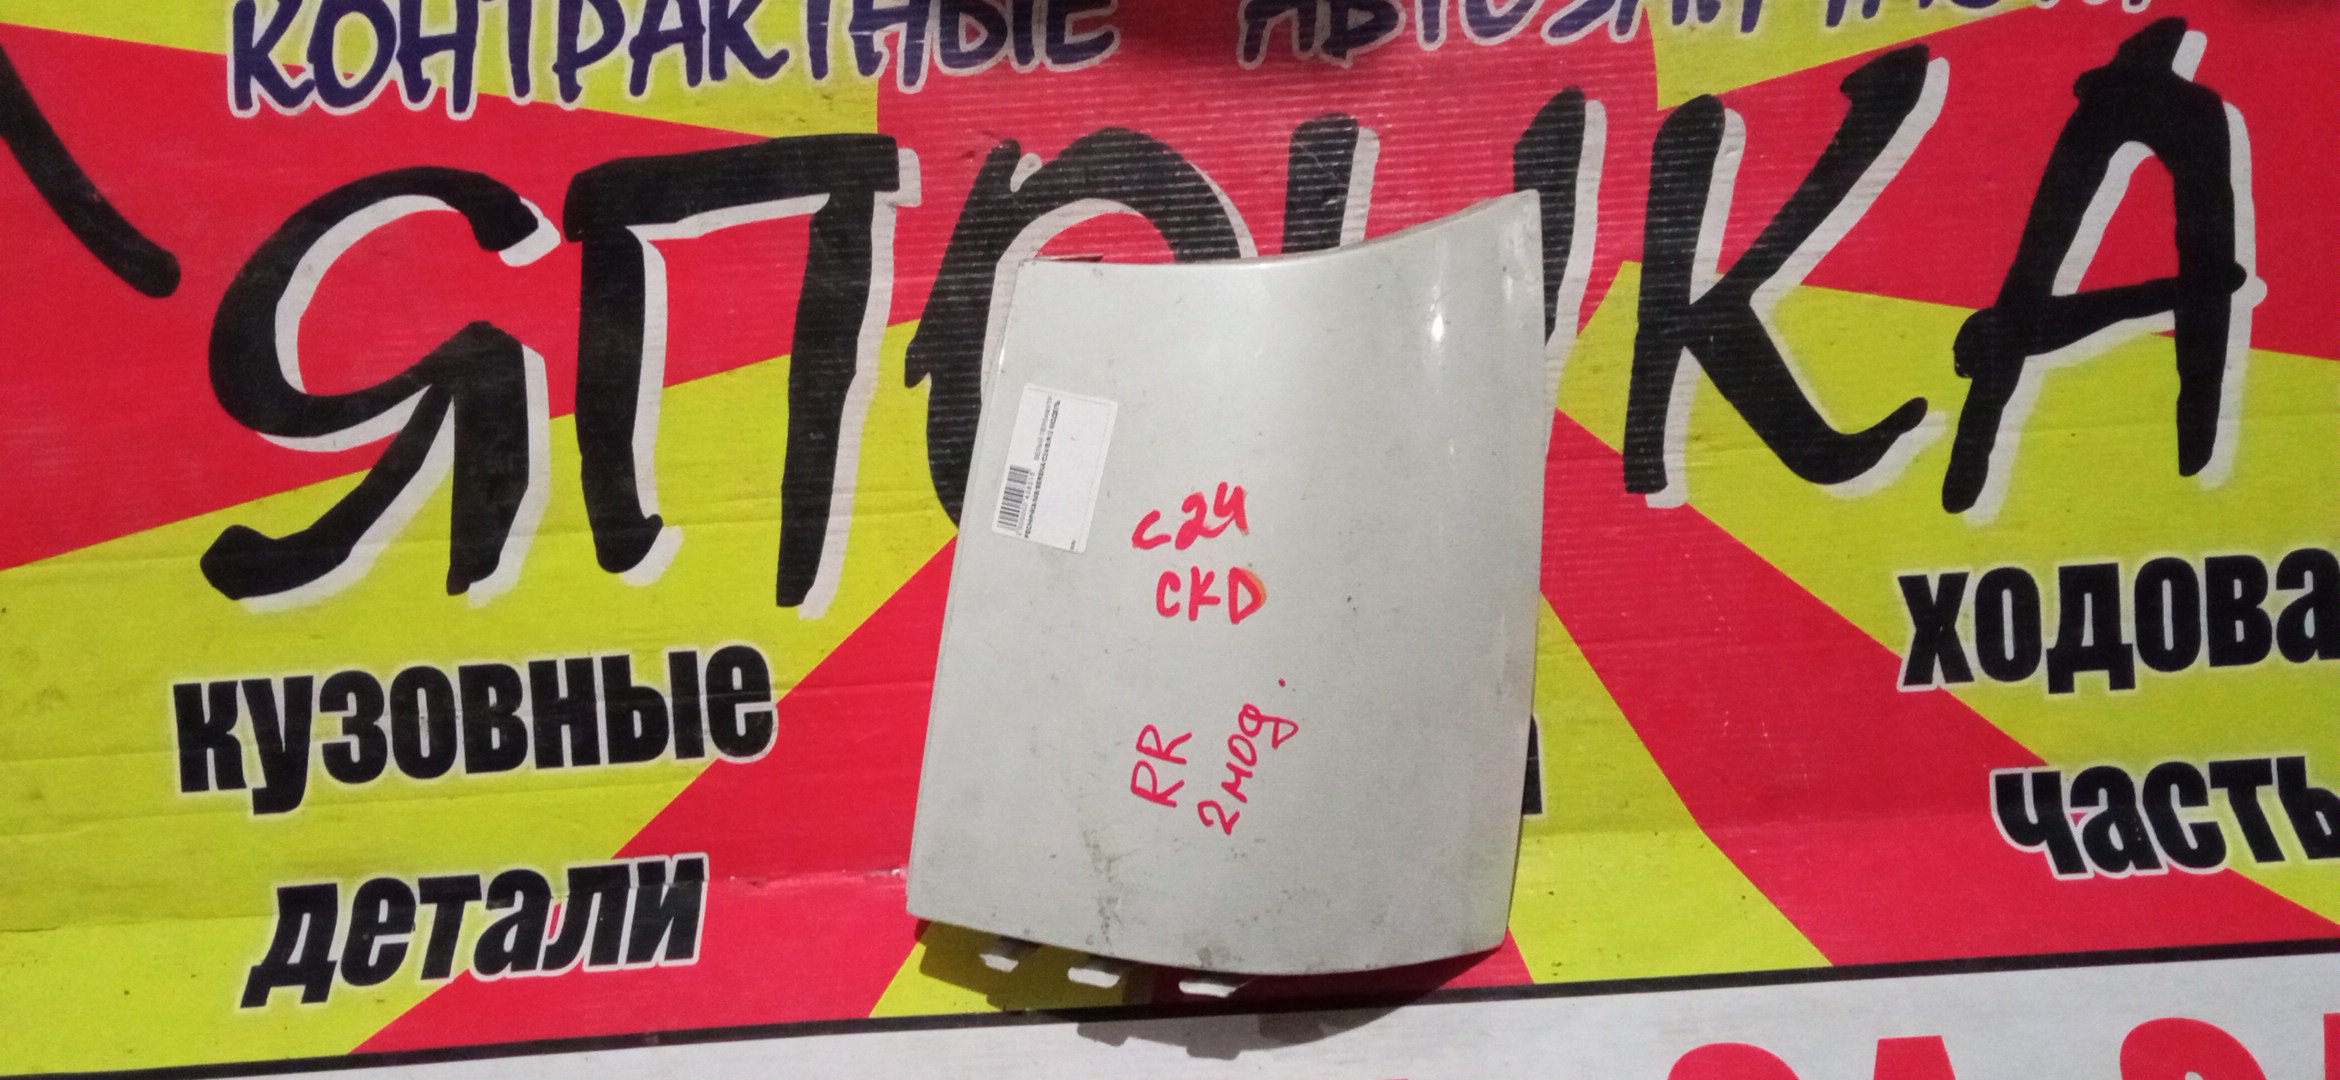 КОНТРАКТНЫЕ
ЯПОНКА
кузовные
детали
ходова
часть
C24
CKD
RR
2мод.